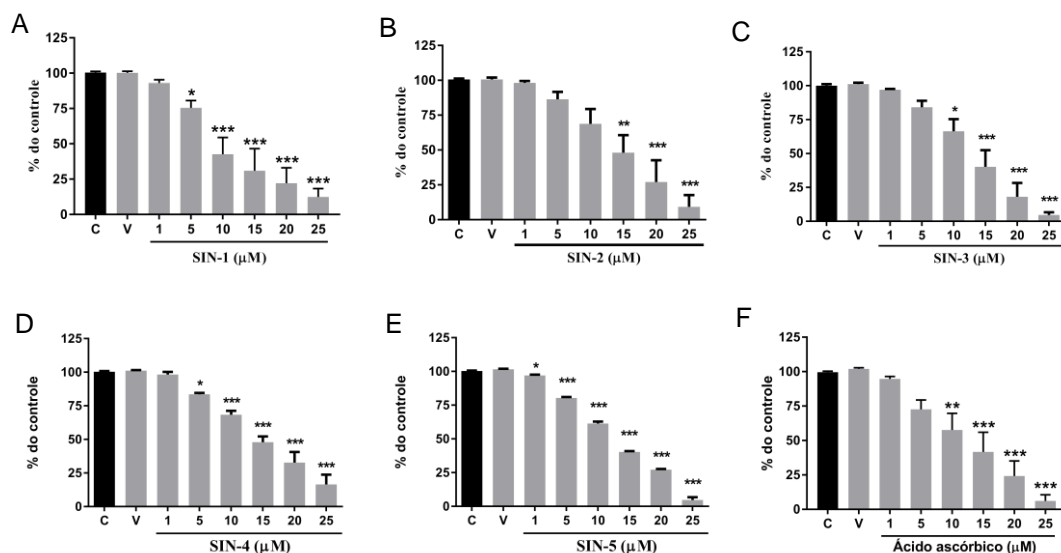 A
125
100
75
50
25
0
% do controle
*
***
***
***
***
C V 1 5 10 15 20 25
SIN-1 (µM)
B
125
100
75
50
25
0
% do controle
**
***
***
C V 1 5 10 15 20 25
SIN-2 (µM)
C
125
100
75
50
25
0
% do controle
*
***
***
***
C V 1 5 10 15 20 25
SIN-3 (µM)
D
125
100
75
50
25
0
% do controle
*
***
***
***
***
C V 1 5 10 15 20 25
SIN-4 (µM)
E
125
100
75
50
25
0
% do controle
*
***
***
***
***
***
C V 1 5 10 15 20 25
SIN-5 (µM)
F
125
100
75
50
25
0
% do controle
**
***
***
***
C V 1 5 10 15 20 25
Ácido ascórbico (µM)